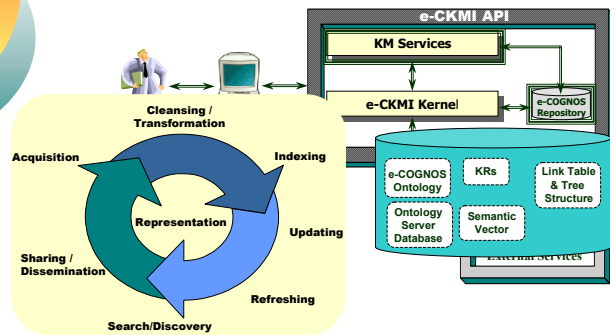 e-CKMI API
KM Services
e-CKMI Kernel
e-COGNOS
Repository
Cleansing /
Transformation
Acquisition
Indexing
Representation
Updating
Sharing /
Dissemination
Refreshing
Search/Discovery
e-COGNOS
Ontology
KRs
Link Table
& Tree
Structure
Ontology
Server
Database
Semantic
Vector
External Services